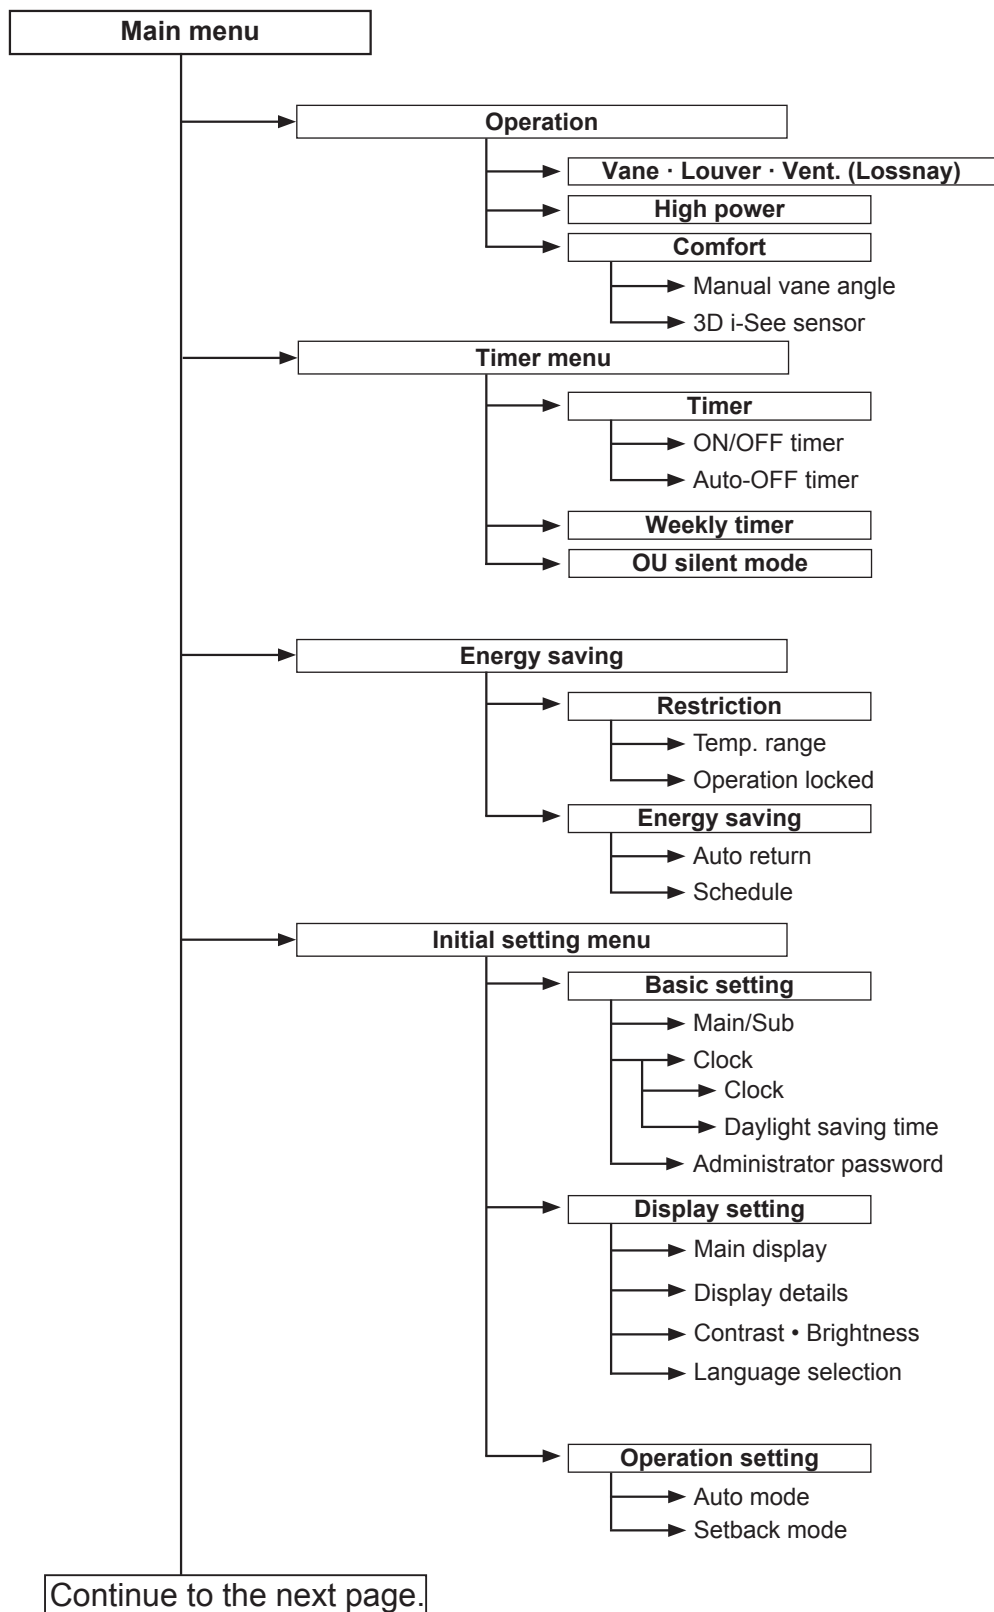 Main menu
Operation
Vane · Louver · Vent. (Lossnay)
High power
Comfort
Manual vane angle
3D i-See sensor
Timer menu
Timer
ON/OFF timer
Auto-OFF timer
Weekly timer
OU silent mode
Energy saving
Restriction
Temp. range
Operation locked
Energy saving
Auto return
Schedule
Initial setting menu
Basic setting
Main/Sub
Clock
Clock
Daylight saving time
Administrator password
Display setting
Main display
Display details
Contrast • Brightness
Language selection
Operation setting
Auto mode
Setback mode
Continue to the next page.